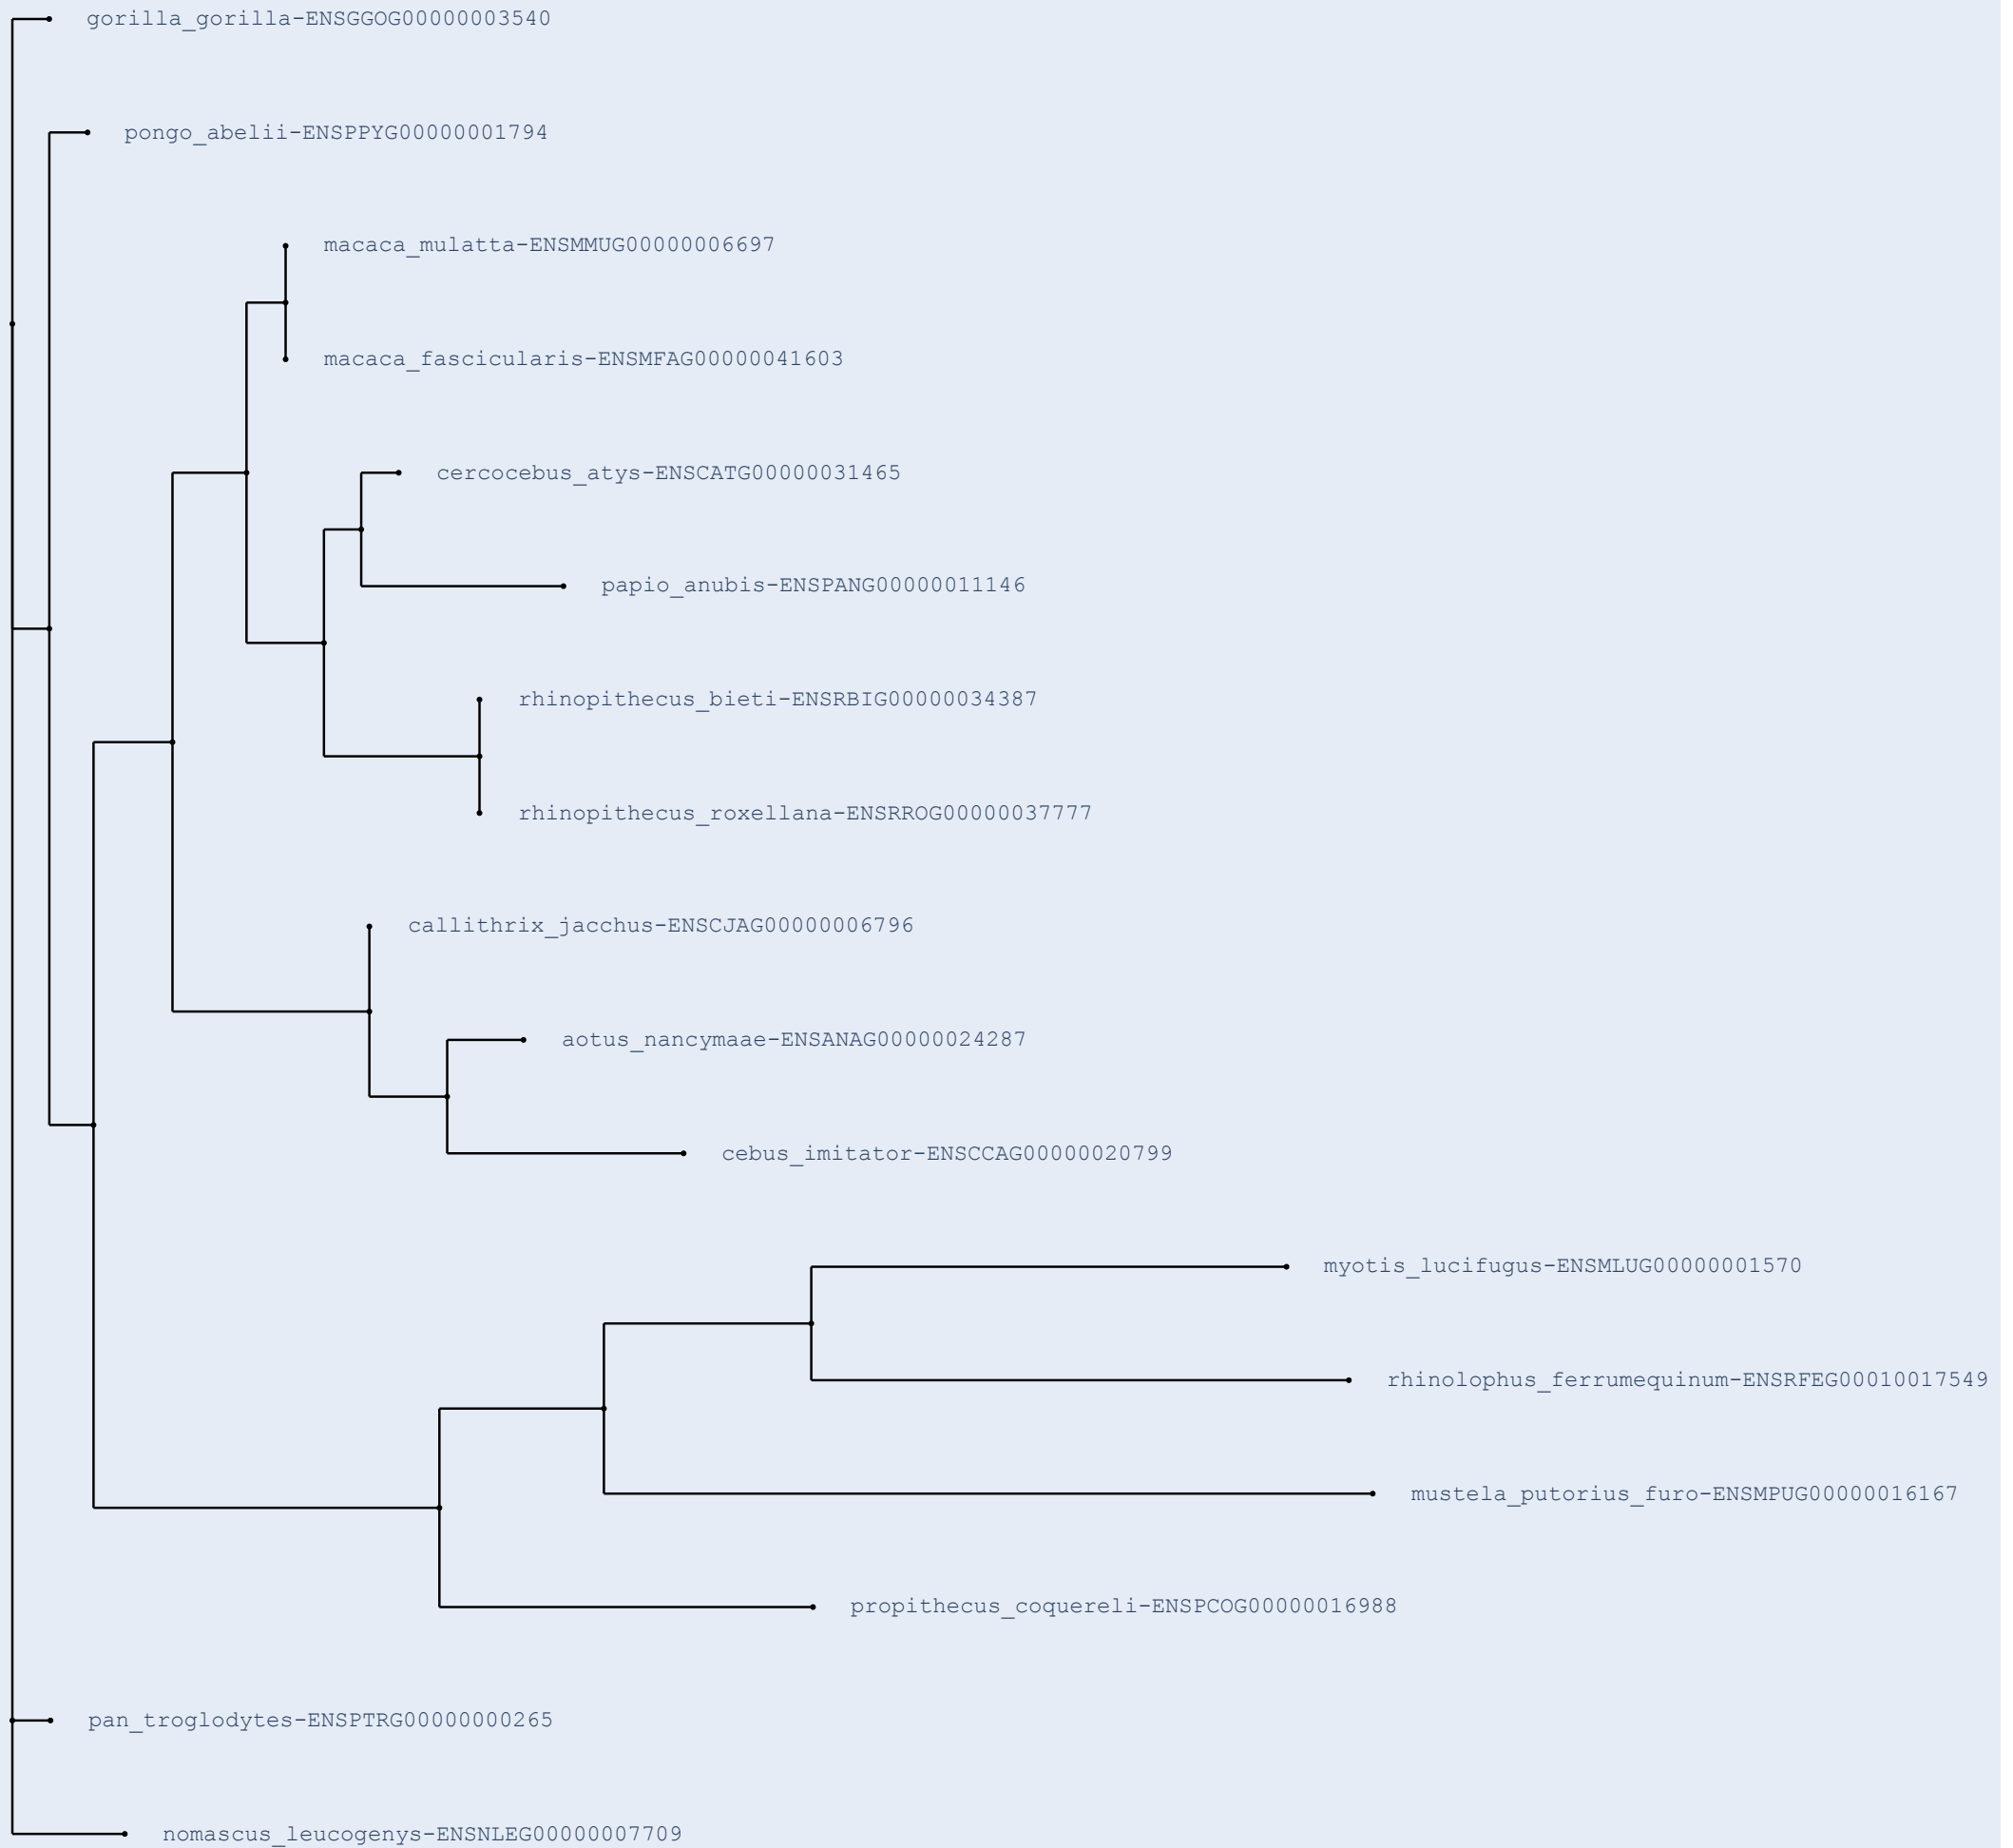 gorilla_gorilla-ENSGGOG00000003540
pongo_abelii-ENSPPYG00000001794
macaca_mulatta-ENSMMUG00000006697
macaca_fascicularis-ENSMFAG00000041603
cercocebus_atys-ENSCATG00000031465
papio_anubis-ENSPANG00000011146
rhinopithecus_bieti-ENSRBIG00000034387
rhinopithecus_roxellana-ENSRROG00000037777
callithrix_jacchus-ENSCJAG00000006796
aotus_nancymaae-ENSANAG00000024287
cebus_imitator-ENSCCAG00000020799
myotis_lucifugus-ENSMLUG00000001570
rhinolophus_ferrumequinum-ENSRFEG00010017549
mustela_putorius_furo-ENSMPUG00000016167
propithecus_coquereli-ENSPCOG00000016988
pan_troglodytes-ENSPTRG00000000265
nomascus_leucogenys-ENSNLEG00000007709